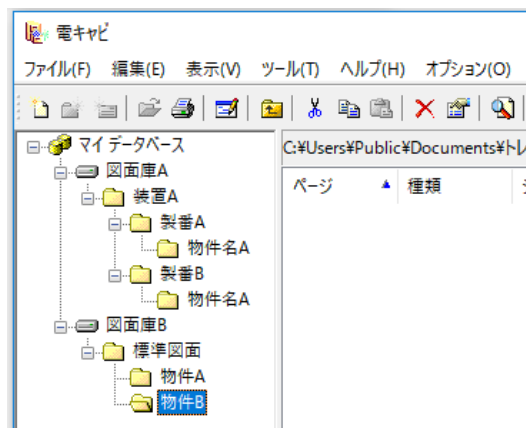 電キャビ
ファイル(F) 編集(E) 表示(V) ツール(T) ヘルプ(H) オプション(O)
マイ データベース
図面庫A
装置A
製番A
物件名A
製番B
物件名A
図面庫B
標準図面
物件A
物件B
C:¥Users¥Public¥Documents¥トレ
ページ 種類